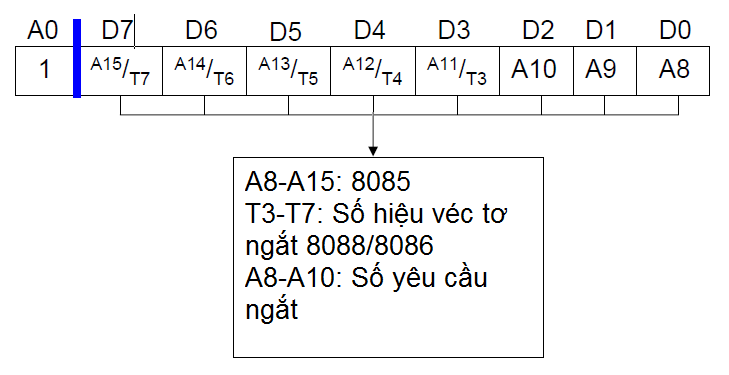 A0 D7 D6 D5 D4 D3 D2 D1 D0
1 A15/T7 A14/T6 A13/T5 A12/T4 A11/T3 A10 A9 A8
A8-A15: 8085
T3-T7: Số hiệu véc tơ
ngắt 8088/8086
A8-A10: Số yêu cầu
ngắt